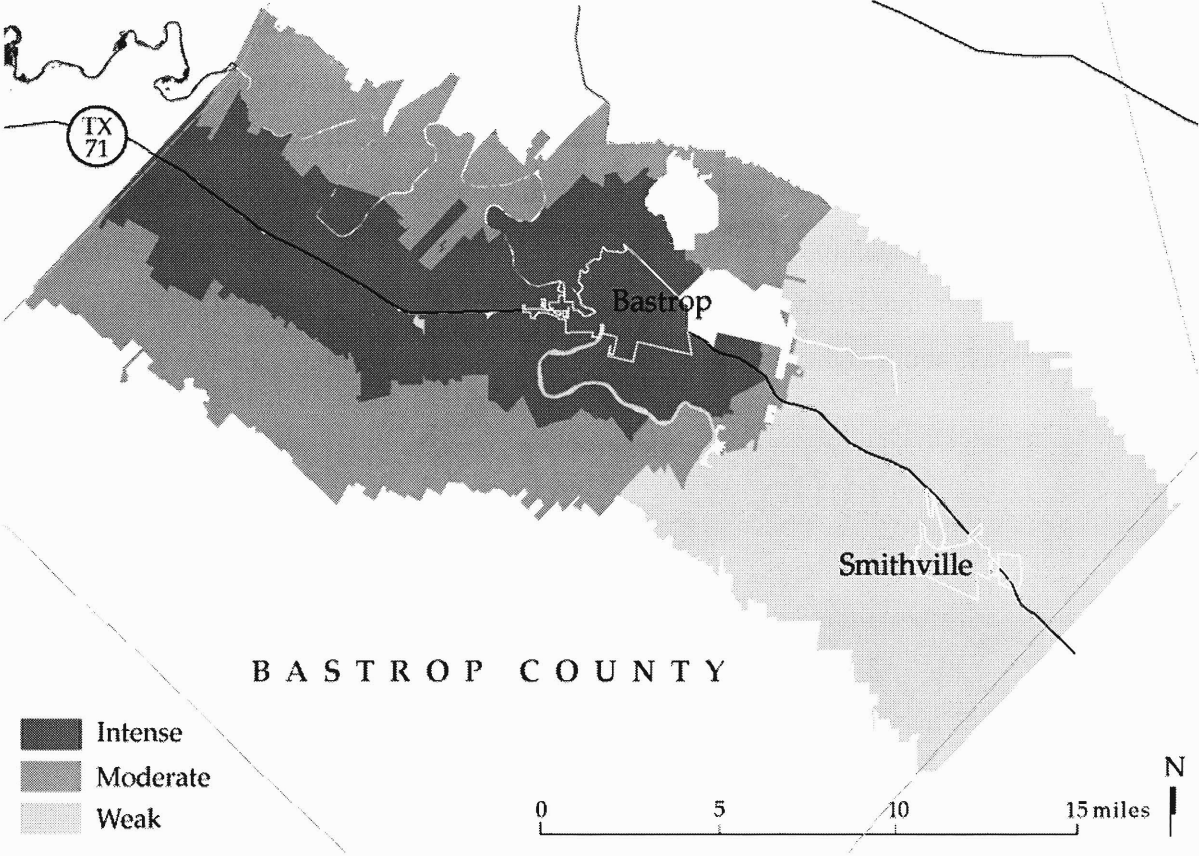 TX
71
Bastrop
Smithville
BASTROP COUNTY
Intense
Moderate
Weak
0 5 10 15 miles
N